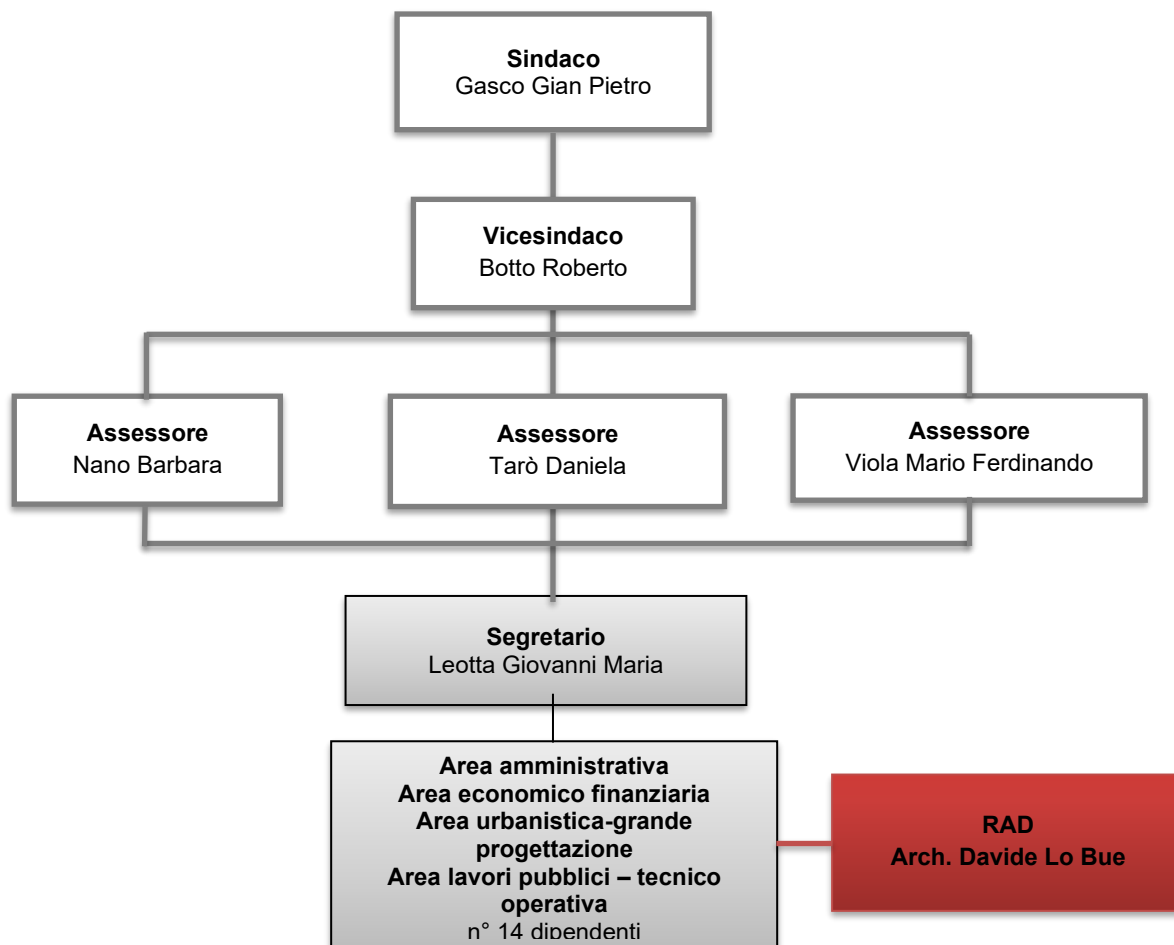 Sindaco
Gasco Gian Pietro
Vicesindaco
Botto Roberto
Assessore
Nano Barbara
Assessore
Tarò Daniela
Assessore
Viola Mario Ferdinando
Segretario
Leotta Giovanni Maria
Area amministrativa
Area economico finanziaria
Area urbanistica-grande
progettazione
Area lavori pubblici – tecnico
operativa
n° 14 dipendenti
RAD
Arch. Davide Lo Bue